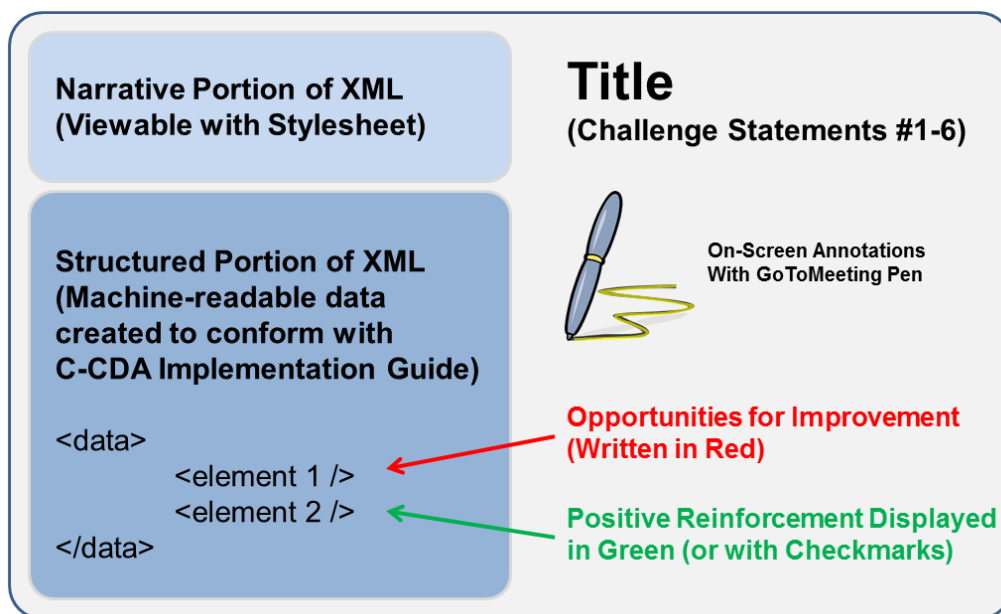 Narrative Portion of XML
(Viewable with Stylesheet)
Structured Portion of XML
(Machine-readable data
created to conform with
C-CDA Implementation Guide)
<data>
<element 1 />
<element 2 />
</data>
Title
(Challenge Statements #1-6)
On-Screen Annotations
With GoToMeeting Pen
Opportunities for Improvement
(Written in Red)
Positive Reinforcement Displayed
in Green (or with Checkmarks)